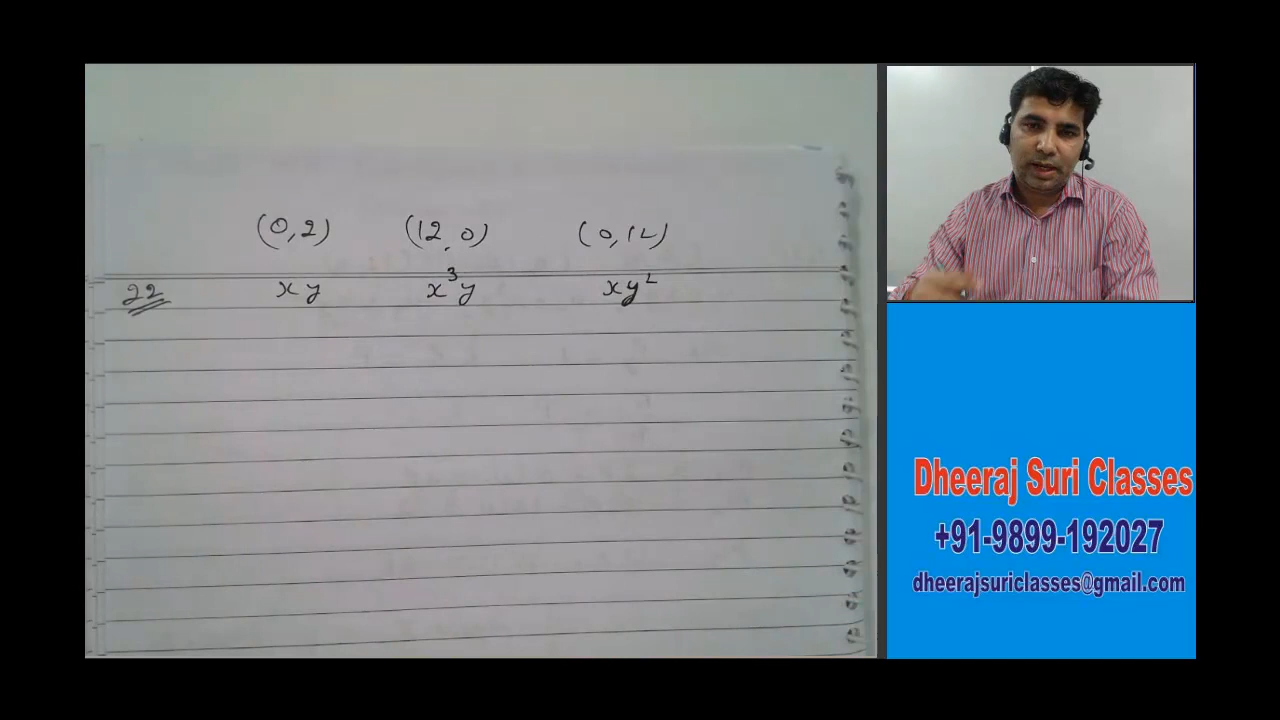 (0,2) (12,0) (0,12)
22 xy x³y xy²
Dheeraj Suri Classes
+91-9899-192027
dheerajsuriclasses@gmail.com